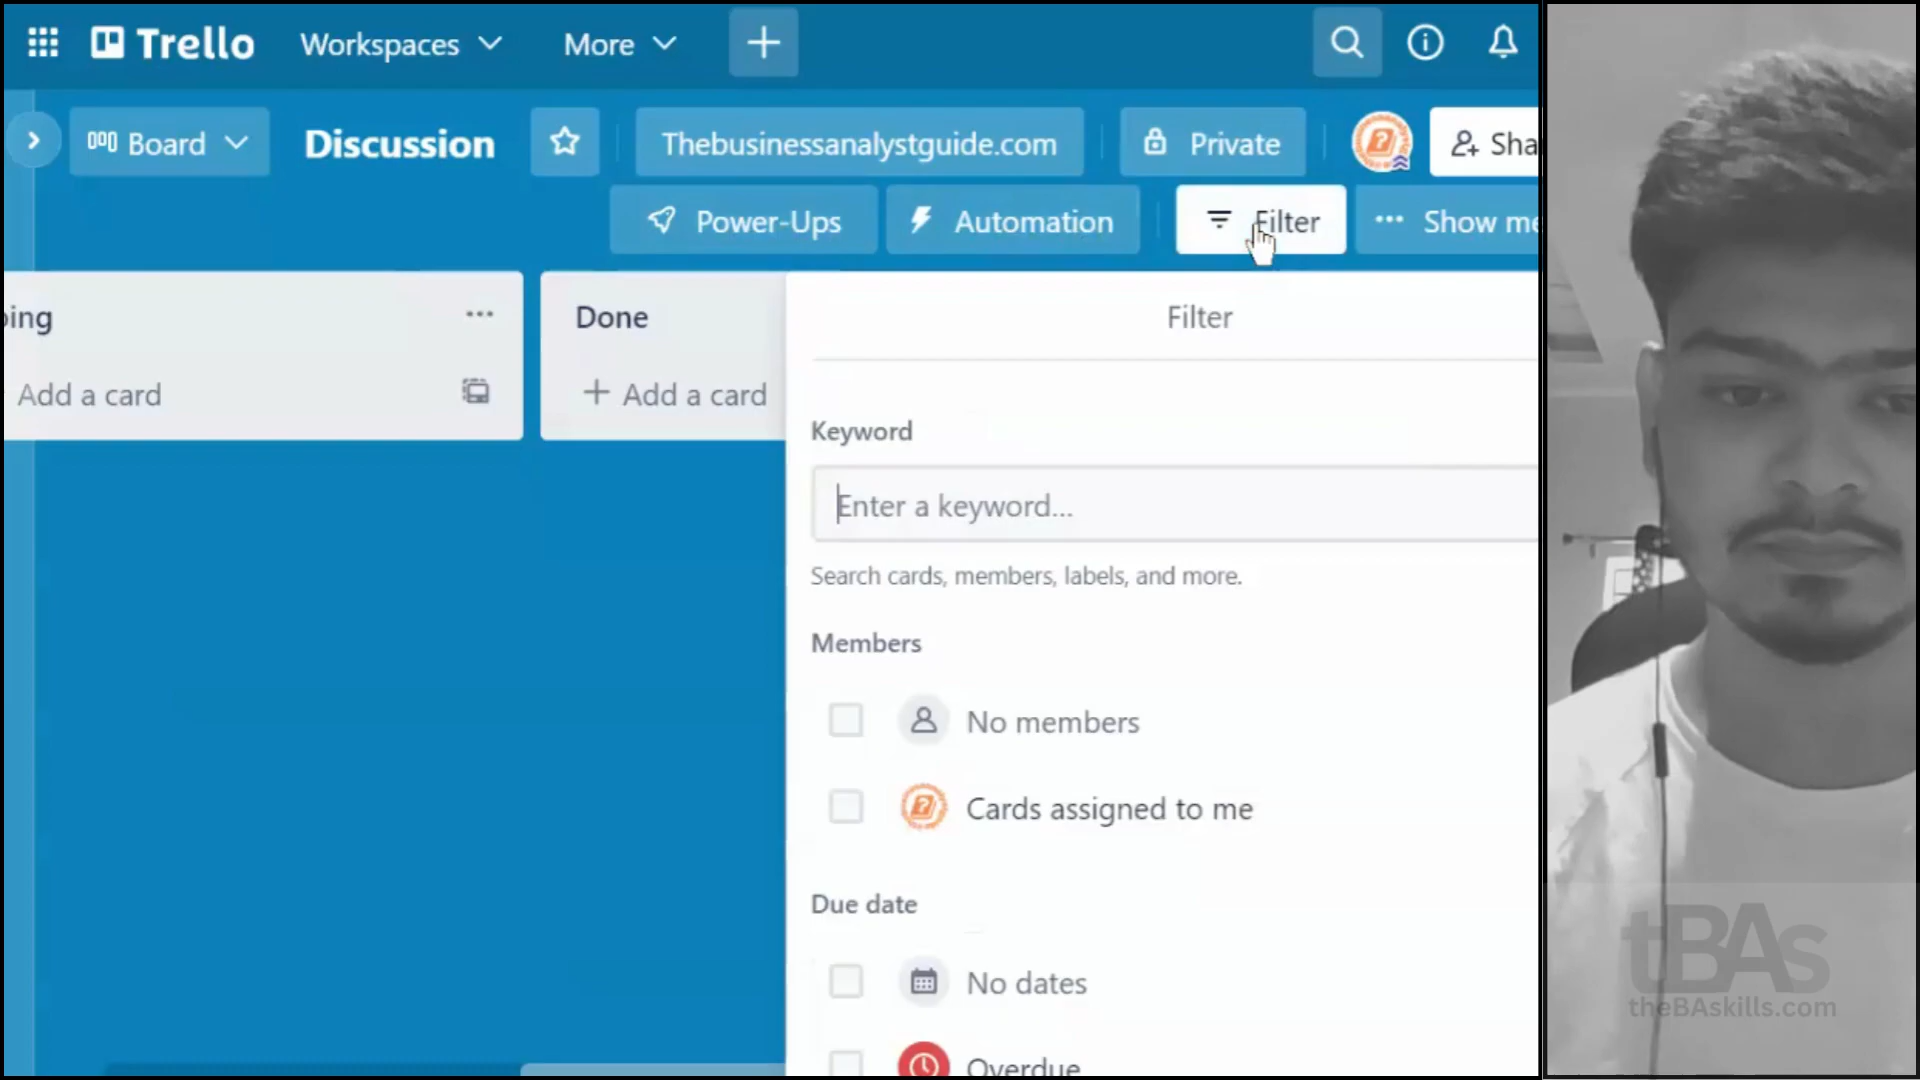 Trello Workspaces More
Board Discussion Thebusinessanalystguide.com Private Sha
Power-Ups Automation Filter Show me
oing Done Filter
Add a card Add a card
Keyword
Enter a keyword...
Search cards, members, labels, and more.
Members
No members
Cards assigned to me
Due date
No dates
Overdue
tBAs
theBAskills.com